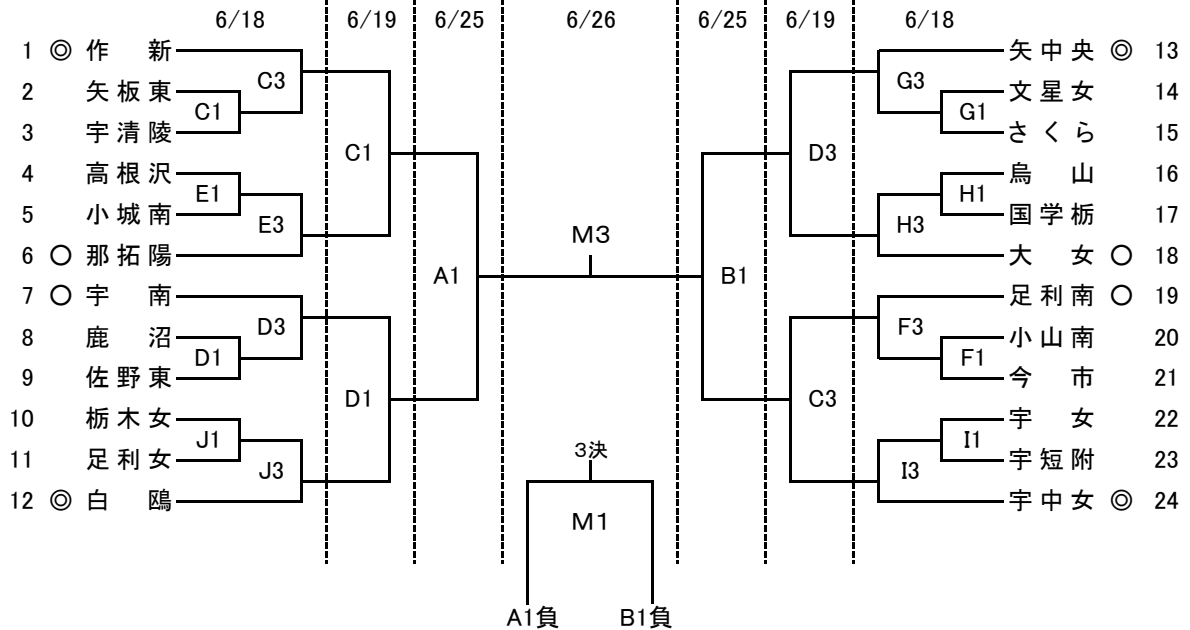 6/18 6/19 6/25 6/26 6/25 6/19 6/18
1 ◎ 作 新 矢中央 ◎ 13
C3 G3
2 矢板東 文星女 14
C1 G1
3 宇清陵 さくら 15
C1 D3
4 高根沢 烏 山 16
E1 H1
5 小城南 国学栃 17
E3 M3 H3
6 ○ 那拓陽 大 女 ○ 18
A1 B1
7 ○ 宇 南 足利南 ○ 19
D3 F3
8 鹿 沼 小山南 20
D1 F1
9 佐野東 今 市 21
D1 C3
10 栃木女 宇 女 22
J1 I1
11 足利女 3決 宇短附 23
J3 I3
12 ◎ 白 鴎 宇中女 ◎ 24
M1
A1負 B1負